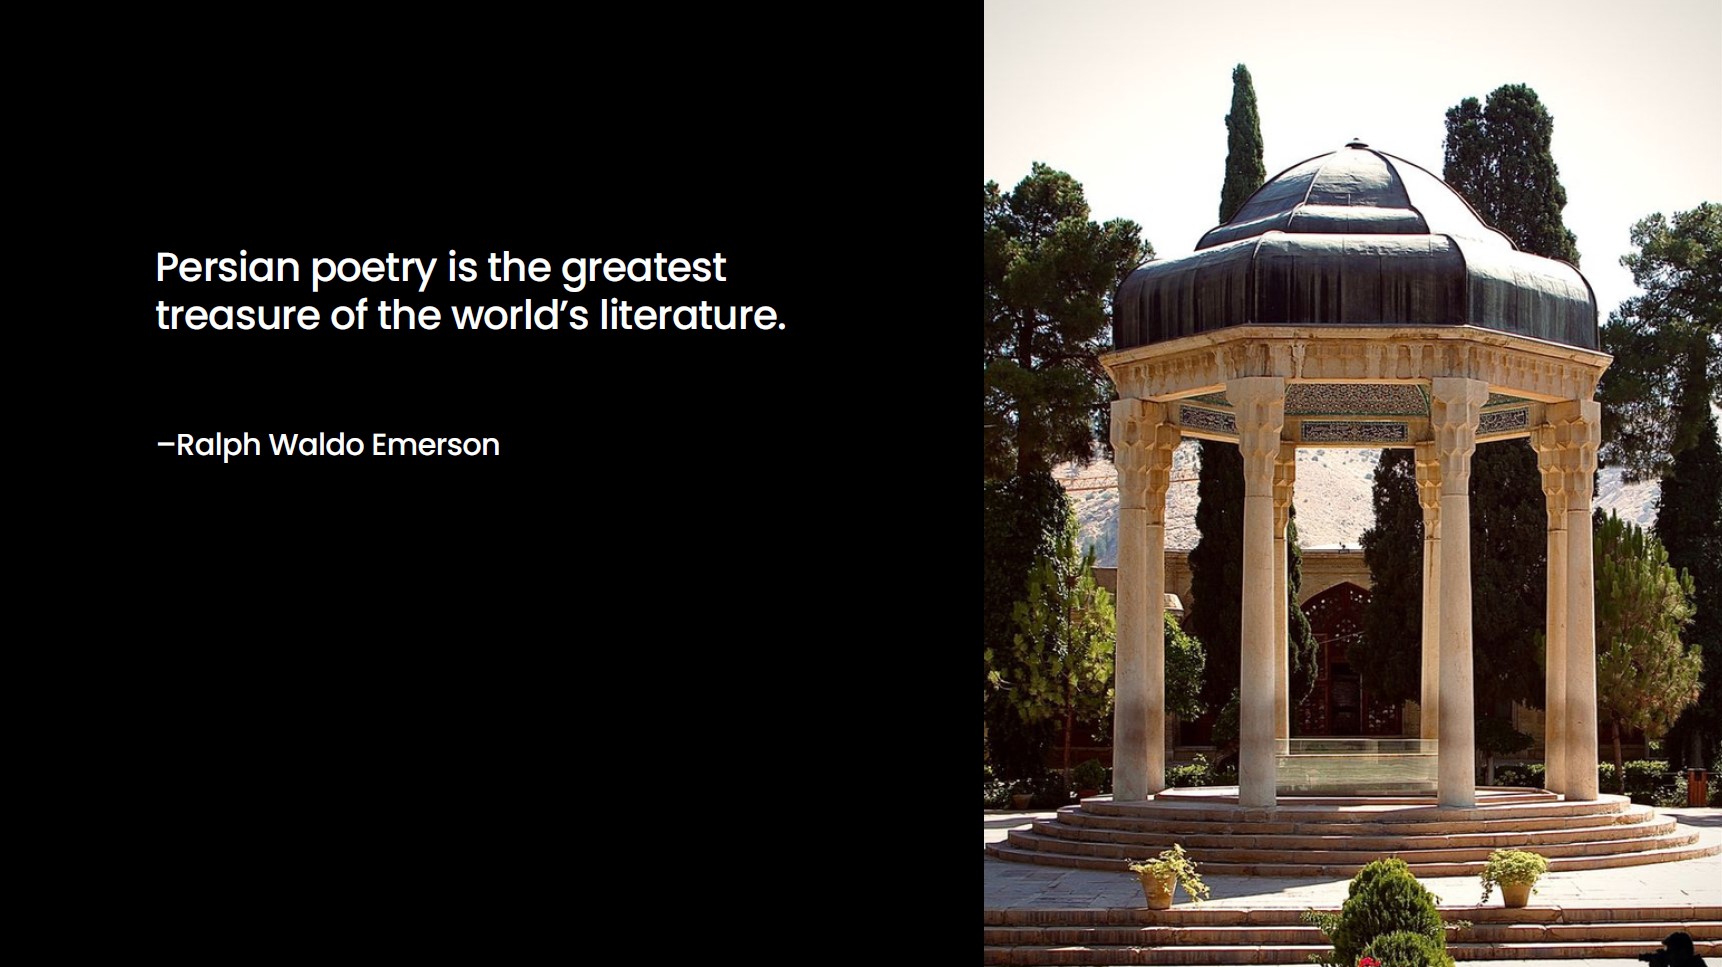 Persian poetry is the greatest
treasure of the world’s literature.
–Ralph Waldo Emerson